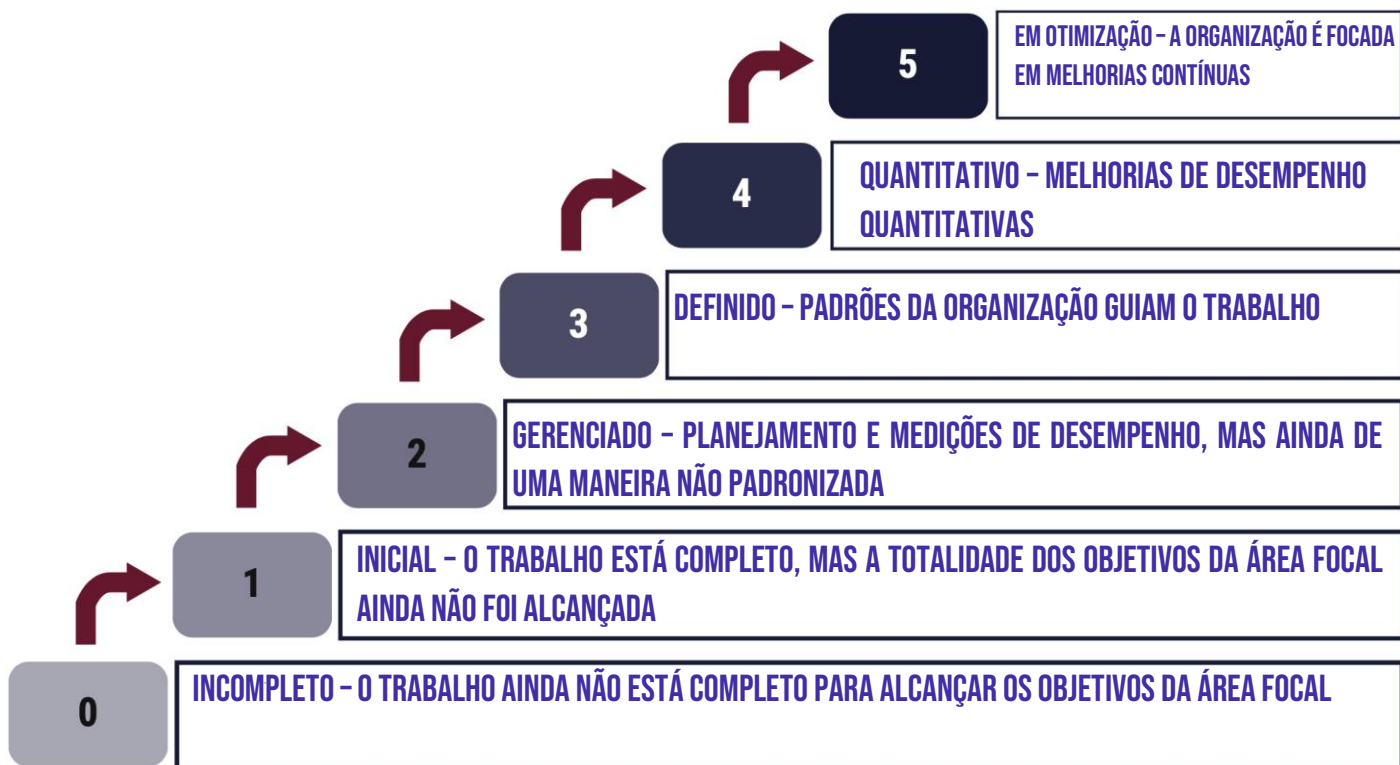 5
EM OTIMIZAÇÃO – A ORGANIZAÇÃO É FOCADA
EM MELHORIAS CONTÍNUAS
4
QUANTITATIVO – MELHORIAS DE DESEMPENHO
QUANTITATIVAS
3
DEFINIDO – PADRÕES DA ORGANIZAÇÃO GUIAM O TRABALHO
2
GERENCIADO – PLANEJAMENTO E MEDIÇÕES DE DESEMPENHO, MAS AINDA DE
UMA MANEIRA NÃO PADRONIZADA
1
INICIAL – O TRABALHO ESTÁ COMPLETO, MAS A TOTALIDADE DOS OBJETIVOS DA ÁREA FOCAL
AINDA NÃO FOI ALCANÇADA
0
INCOMPLETO – O TRABALHO AINDA NÃO ESTÁ COMPLETO PARA ALCANÇAR OS OBJETIVOS DA ÁREA FOCAL